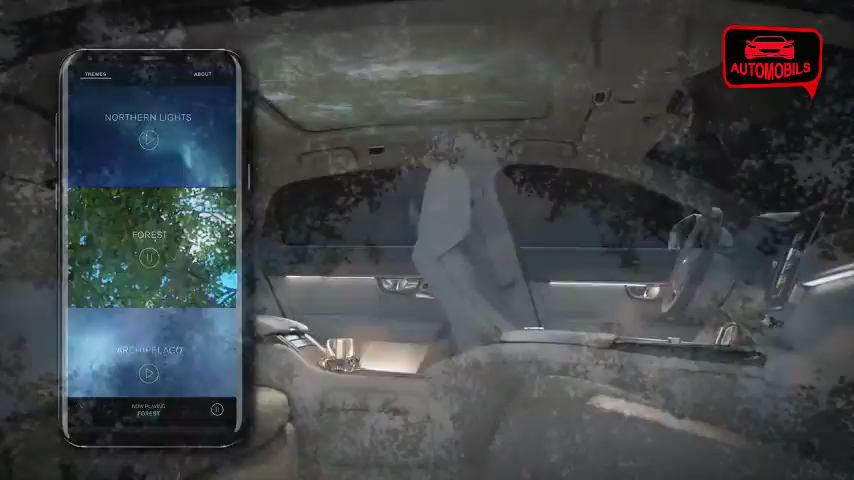 THEMES
ABOUT
NORTHERN LIGHTS
FOREST
ARCHIPELAGO
NOW PLAYING
FOREST
AUTOMOBILS